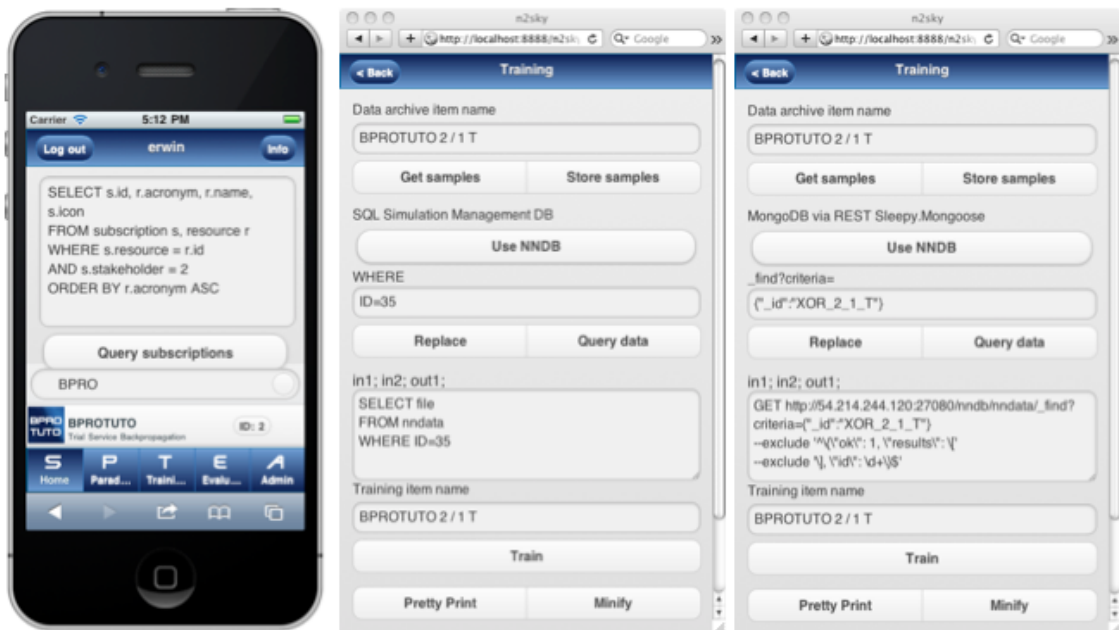 Carrier 5:12 PM
Log out erwin Info
SELECT s.id, r.acronym, r.name,
s.icon
FROM subscription s, resource r
WHERE s.resource = r.id
AND s.stakeholder = 2
ORDER BY r.acronym ASC
Query subscriptions
BPRO
BPRO
TUTO
BPROTUTO
Trial Service Backpropagation
ID: 2
S P T E A
Home Parad... Traini... Evalu... Admin
n2sky
http://localhost:8888/n2sky Google
< Back Training
Data archive item name
BPROTUTO 2 / 1 T
Get samples Store samples
SQL Simulation Management DB
Use NNDB
WHERE
ID=35
Replace Query data
in1; in2; out1;
SELECT file
FROM nndata
WHERE ID=35
Training item name
BPROTUTO 2 / 1 T
Train
Pretty Print Minify
n2sky
http://localhost:8888/n2sky Google
< Back Training
Data archive item name
BPROTUTO 2 / 1 T
Get samples Store samples
MongoDB via REST Sleepy.Mongoose
Use NNDB
_find?criteria=
{"_id":"XOR_2_1_T"}
Replace Query data
in1; in2; out1;
GET http://54.214.244.120:27080/nndb/nndata/_find?
criteria={"_id":"XOR_2_1_T"}
--exclude '^\{\"ok\": 1, \"results\": \['
--exclude '\], \"id\": \d+\}$'
Training item name
BPROTUTO 2 / 1 T
Train
Pretty Print Minify